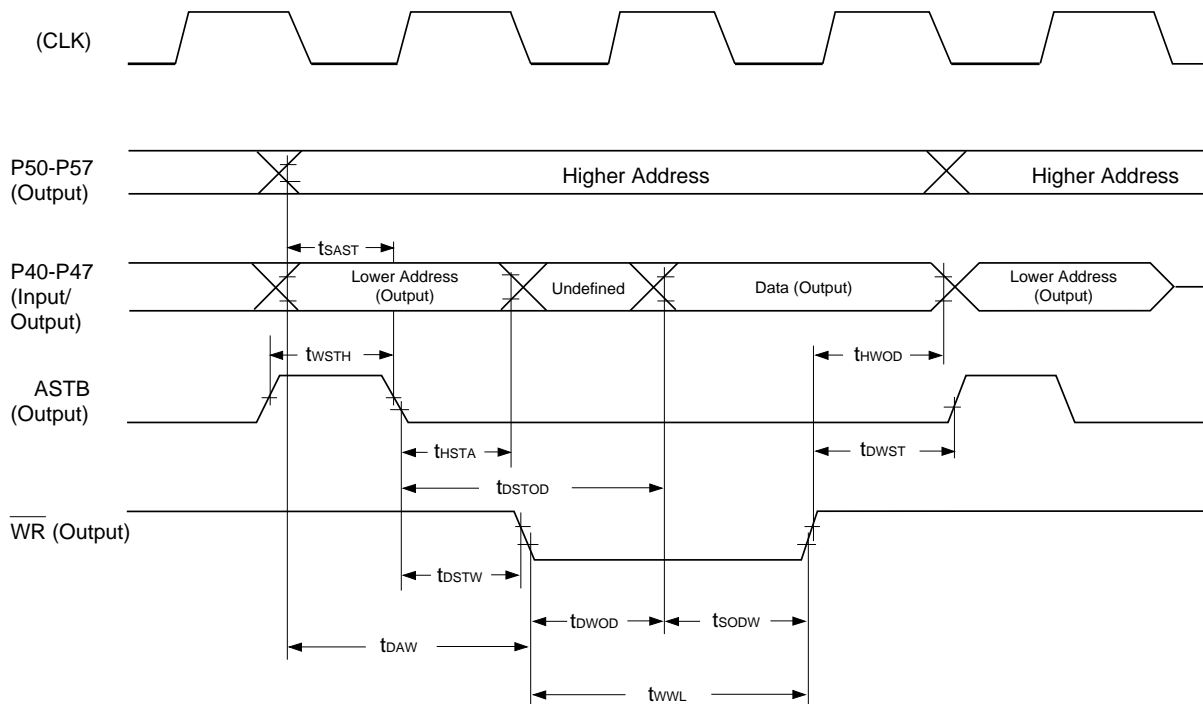 (CLK)
P50-P57
(Output)
Higher Address
Higher Address
tSAST
P40-P47
(Input/
Output)
Lower Address
(Output)
Undefined
Data (Output)
Lower Address
(Output)
tWSTH
tHWOD
ASTB
(Output)
tHSTA
tDWST
tDSTOD
WR (Output)
tDSTW
tDWOD
tSODW
tDAW
tWWL